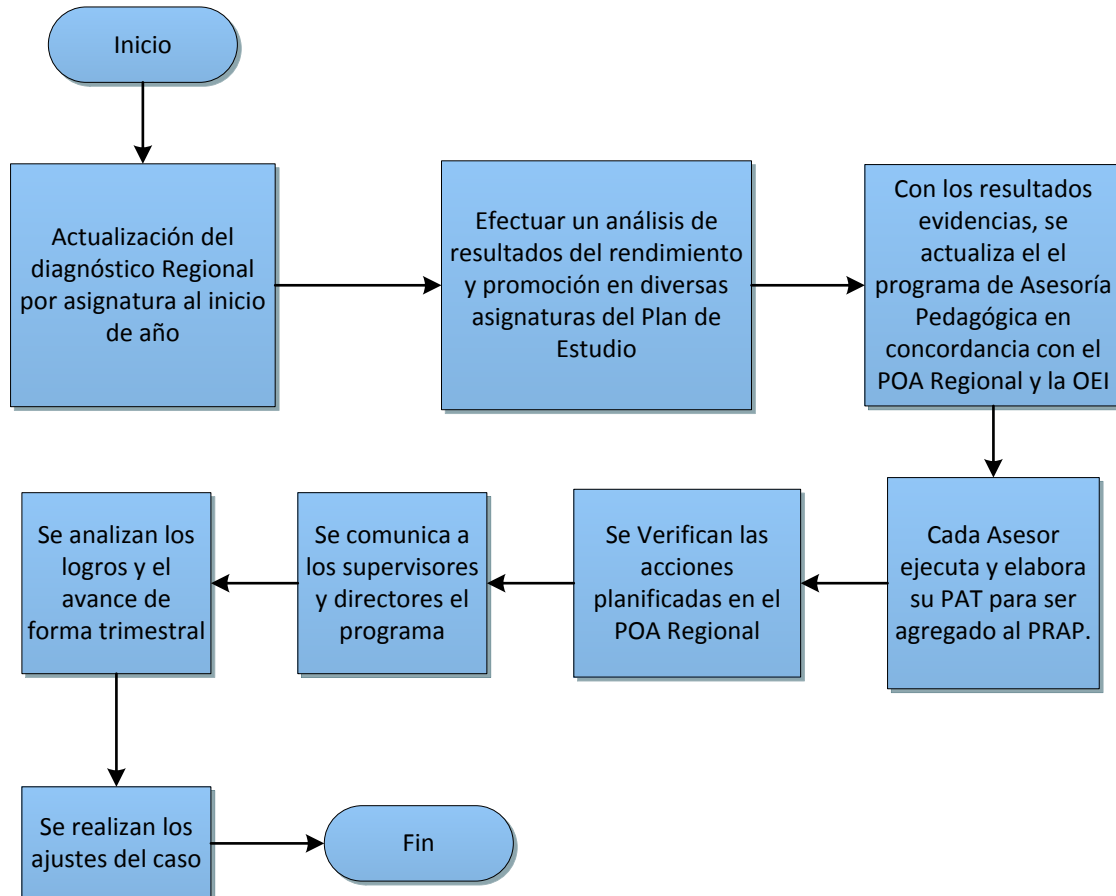 Inicio
Actualización del
diagnóstico Regional
por asignatura al inicio
de año
Efectuar un análisis de
resultados del rendimiento
y promoción en diversas
asignaturas del Plan de
Estudio
Con los resultados
evidencias, se
actualiza el el
programa de Asesoría
Pedagógica en
concordancia con el
POA Regional y la OEI
Cada Asesor
ejecuta y elabora
su PAT para ser
agregado al PRAP.
Se Verifican las
acciones
planificadas en el
POA Regional
Se comunica a
los supervisores
y directores el
programa
Se analizan los
logros y el
avance de
forma trimestral
Se realizan los
ajustes del caso
Fin